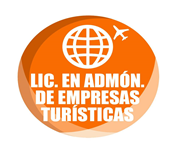 LIC. EN ADMÓN.
DE EMPRESAS
TURÍSTICAS